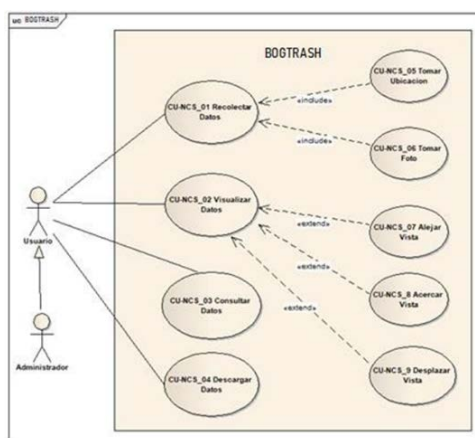 uc BOGTRASH
BOGTRASH
CU-NCS_01 Recolectar
Datos
CU-NCS_05 Tomar
Ubicacion
«include»
CU-NCS_06 Tomar
Foto
«include»
CU-NCS_02 Visualizar
Datos
CU-NCS_07 Alejar
Vista
«extend»
Usuario
CU-NCS_03 Consultar
Datos
CU-NCS_8 Acercar
Vista
«extend»
«extend»
Administrador
CU-NCS_04 Descargar
Datos
CU-NCS_9 Desplazar
Vista